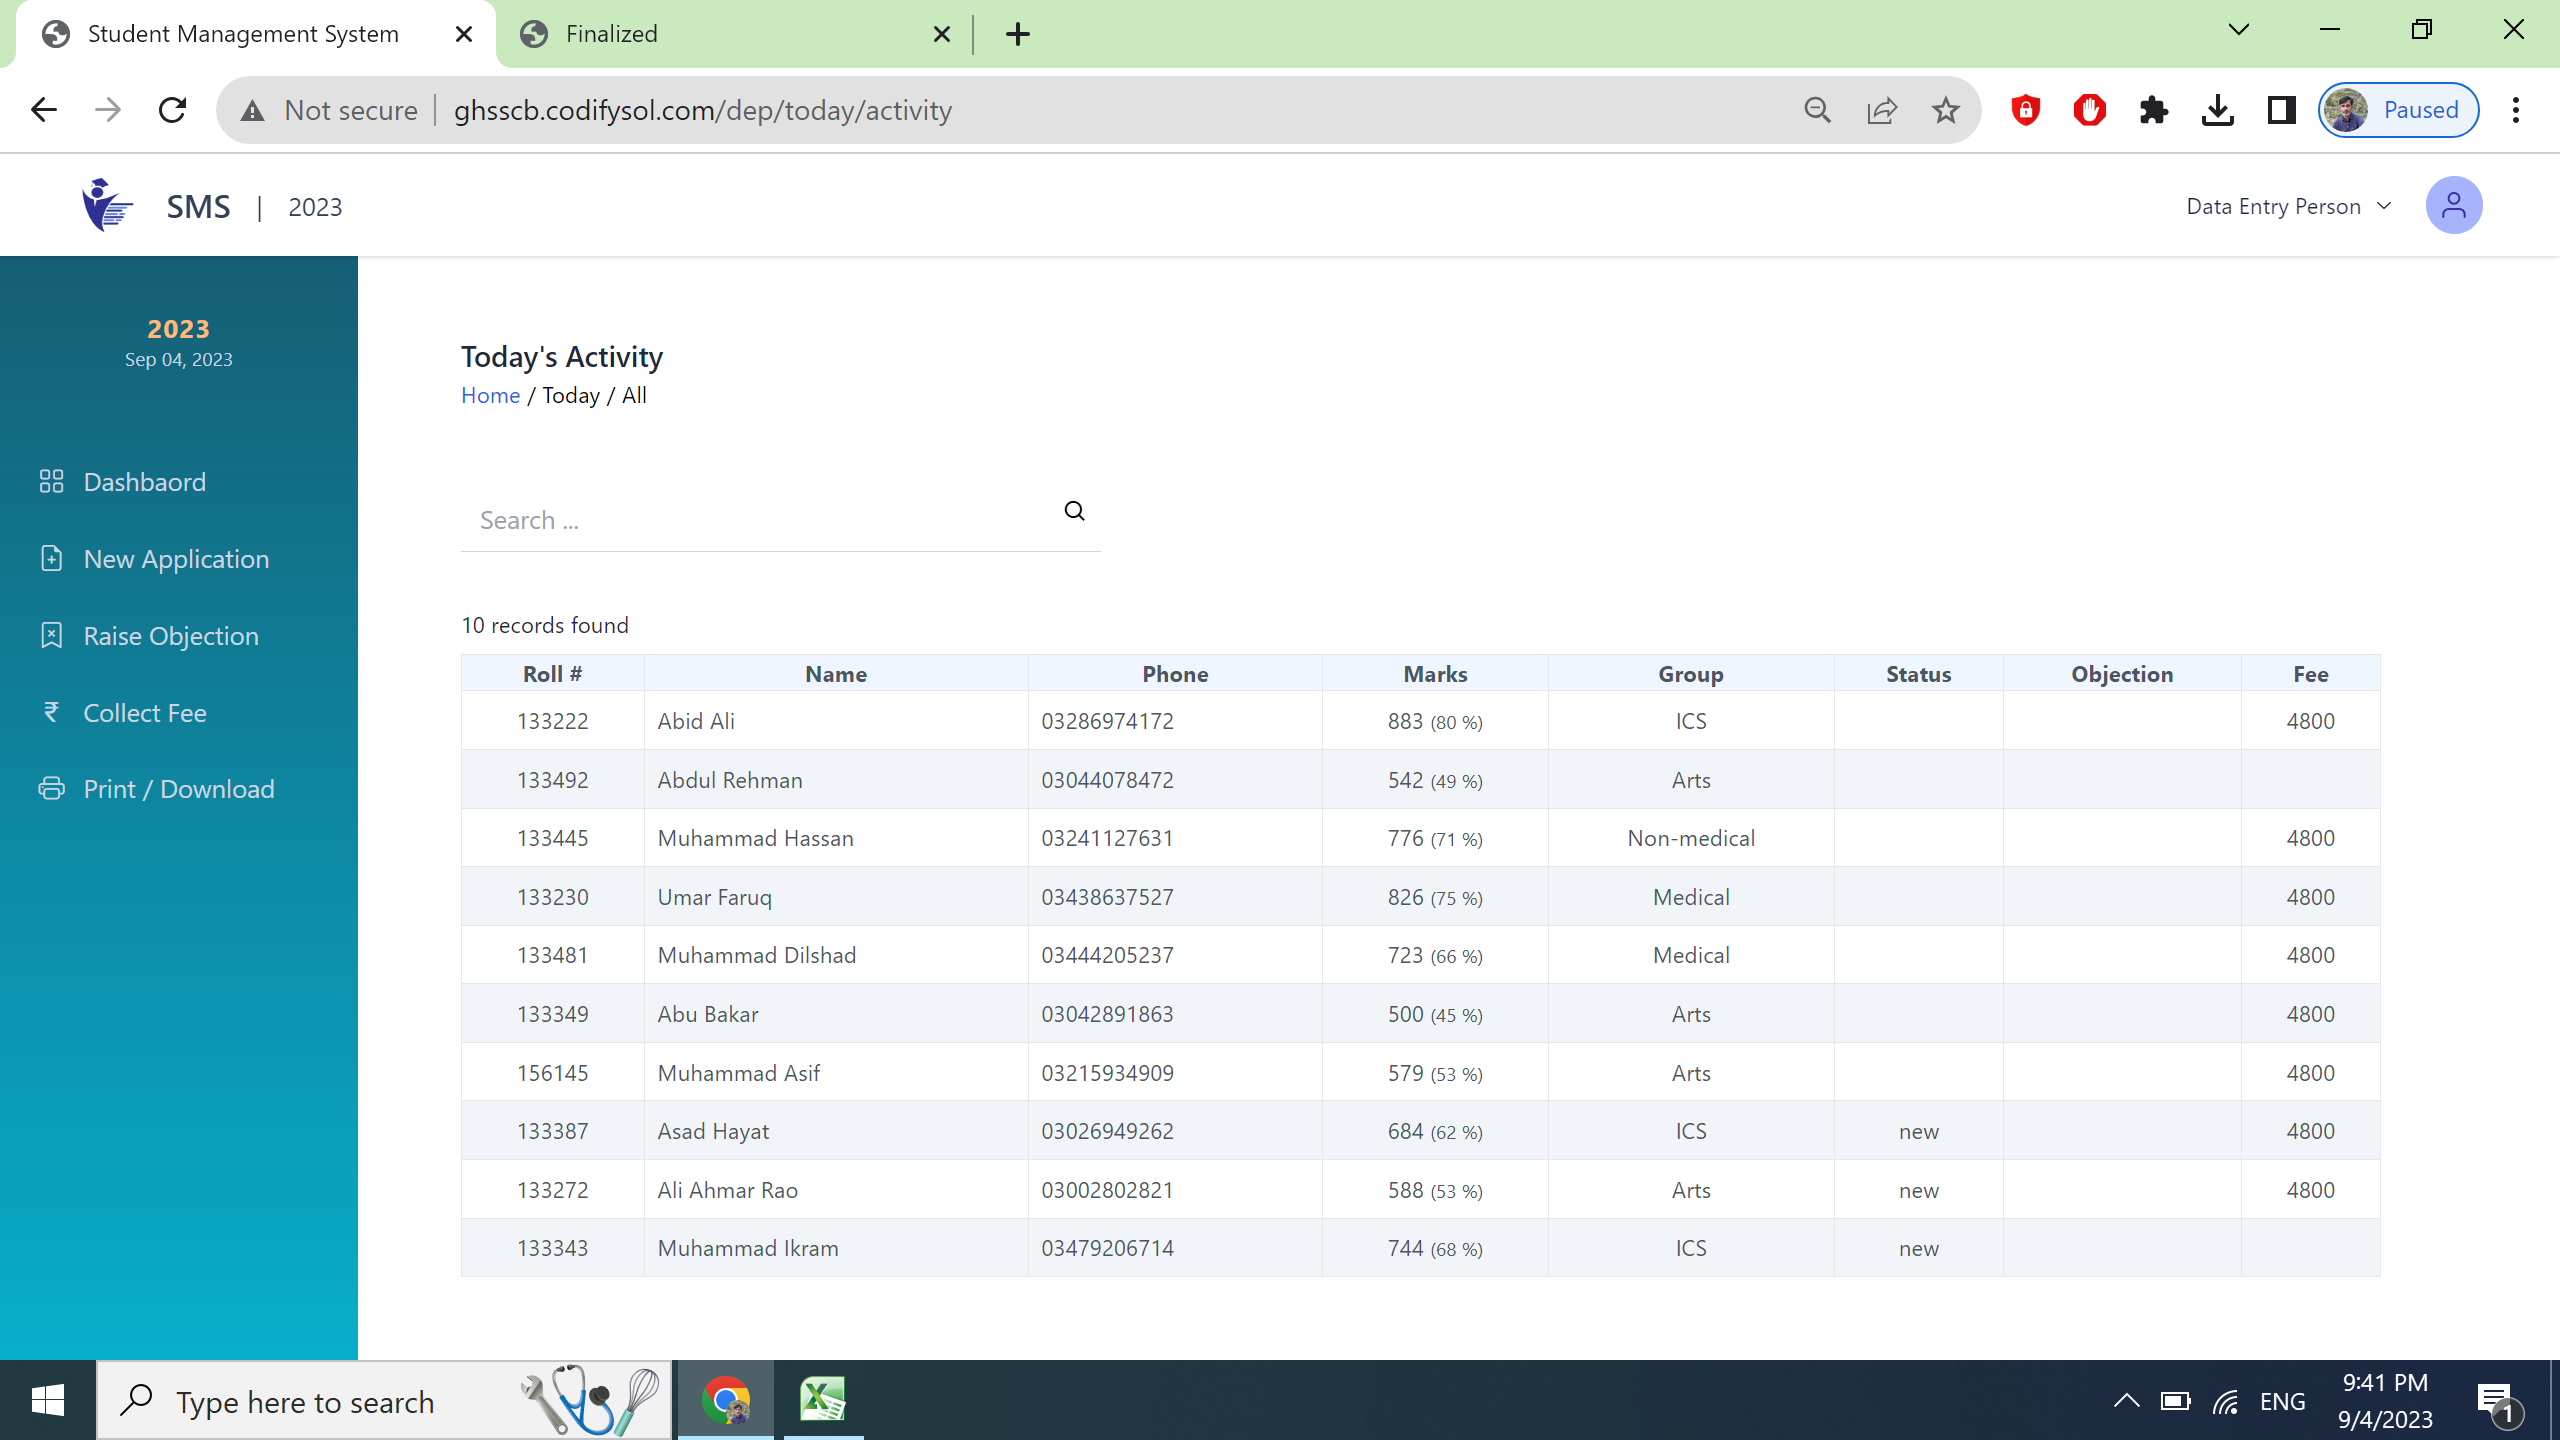 Student Management System
Finalized
Not secure
ghsscb.codifysol.com/dep/today/activity
Paused
SMS | 2023
Data Entry Person
2023
Sep 04, 2023
Dashbaord
New Application
Raise Objection
Collect Fee
Print / Download
Today's Activity
Home / Today / All
Search ...
10 records found
Roll # Name Phone Marks Group Status Objection Fee
133222 Abid Ali 03286974172 883 (80 %) ICS 4800
133492 Abdul Rehman 03044078472 542 (49 %) Arts
133445 Muhammad Hassan 03241127631 776 (71 %) Non-medical 4800
133230 Umar Faruq 03438637527 826 (75 %) Medical 4800
133481 Muhammad Dilshad 03444205237 723 (66 %) Medical 4800
133349 Abu Bakar 03042891863 500 (45 %) Arts 4800
156145 Muhammad Asif 03215934909 579 (53 %) Arts 4800
133387 Asad Hayat 03026949262 684 (62 %) ICS new 4800
133272 Ali Ahmar Rao 03002802821 588 (53 %) Arts new 4800
133343 Muhammad Ikram 03479206714 744 (68 %) ICS new
Type here to search
ENG
9:41 PM
9/4/2023
1